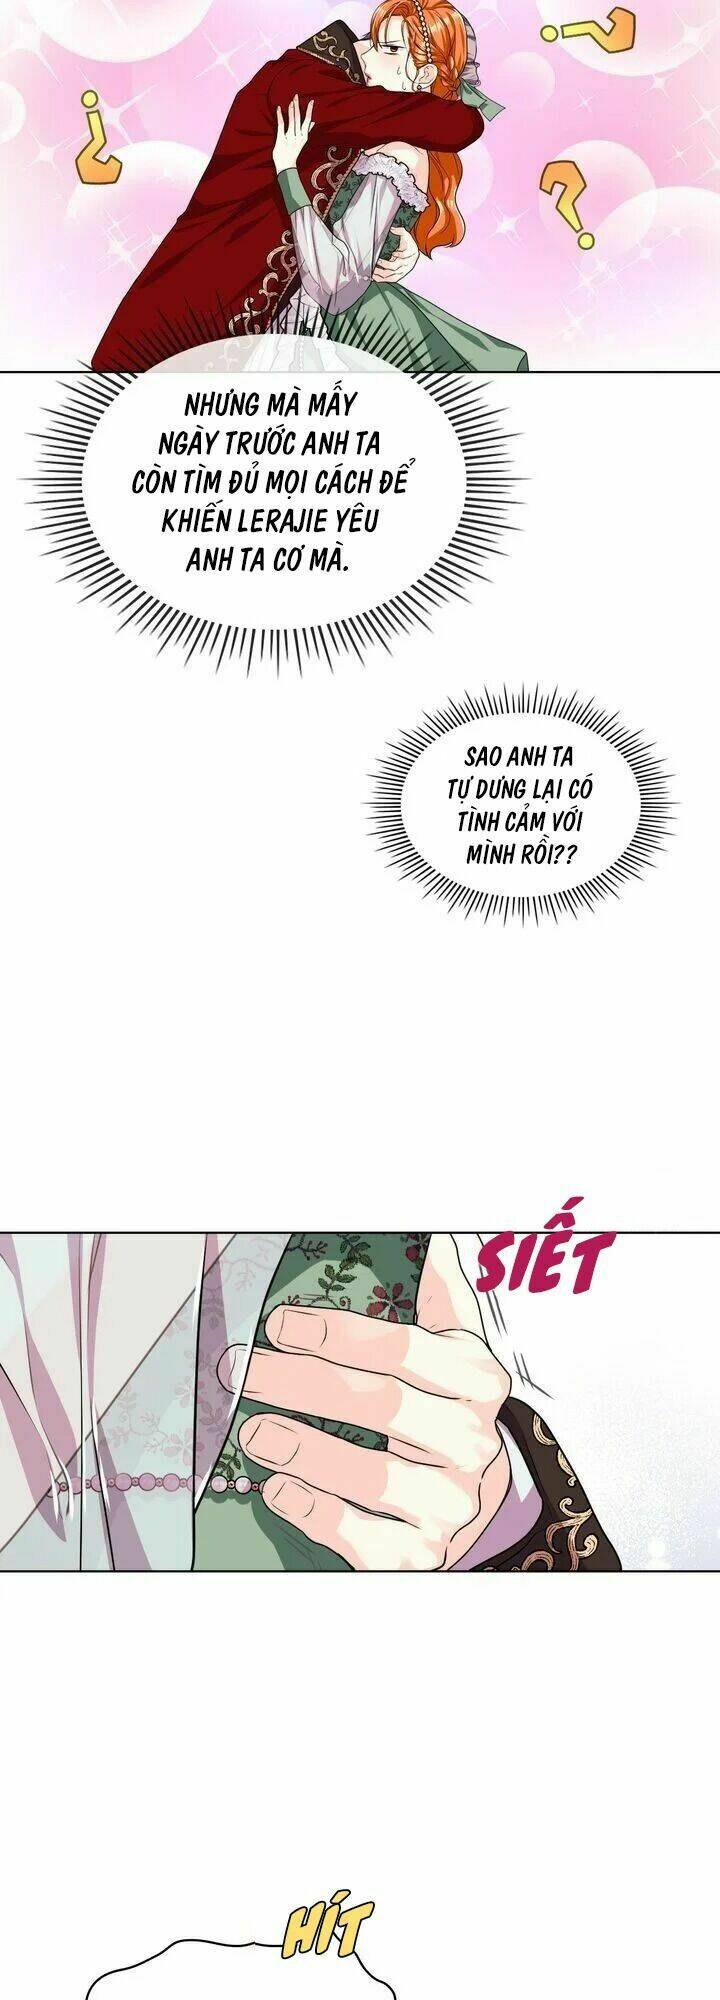 NHƯNG MÀ MẤY
NGÀY TRƯỚC ANH TA
CÒN TÌM ĐỦ MỌI CÁCH ĐỂ
KHIẾN LERAJIE YÊU
ANH TA CƠ MÀ.
SAO ANH TA
TỰ DƯNG LẠI CÓ
TÌNH CẢM VỚI
MÌNH RỒI??
SIẾT
HÍT